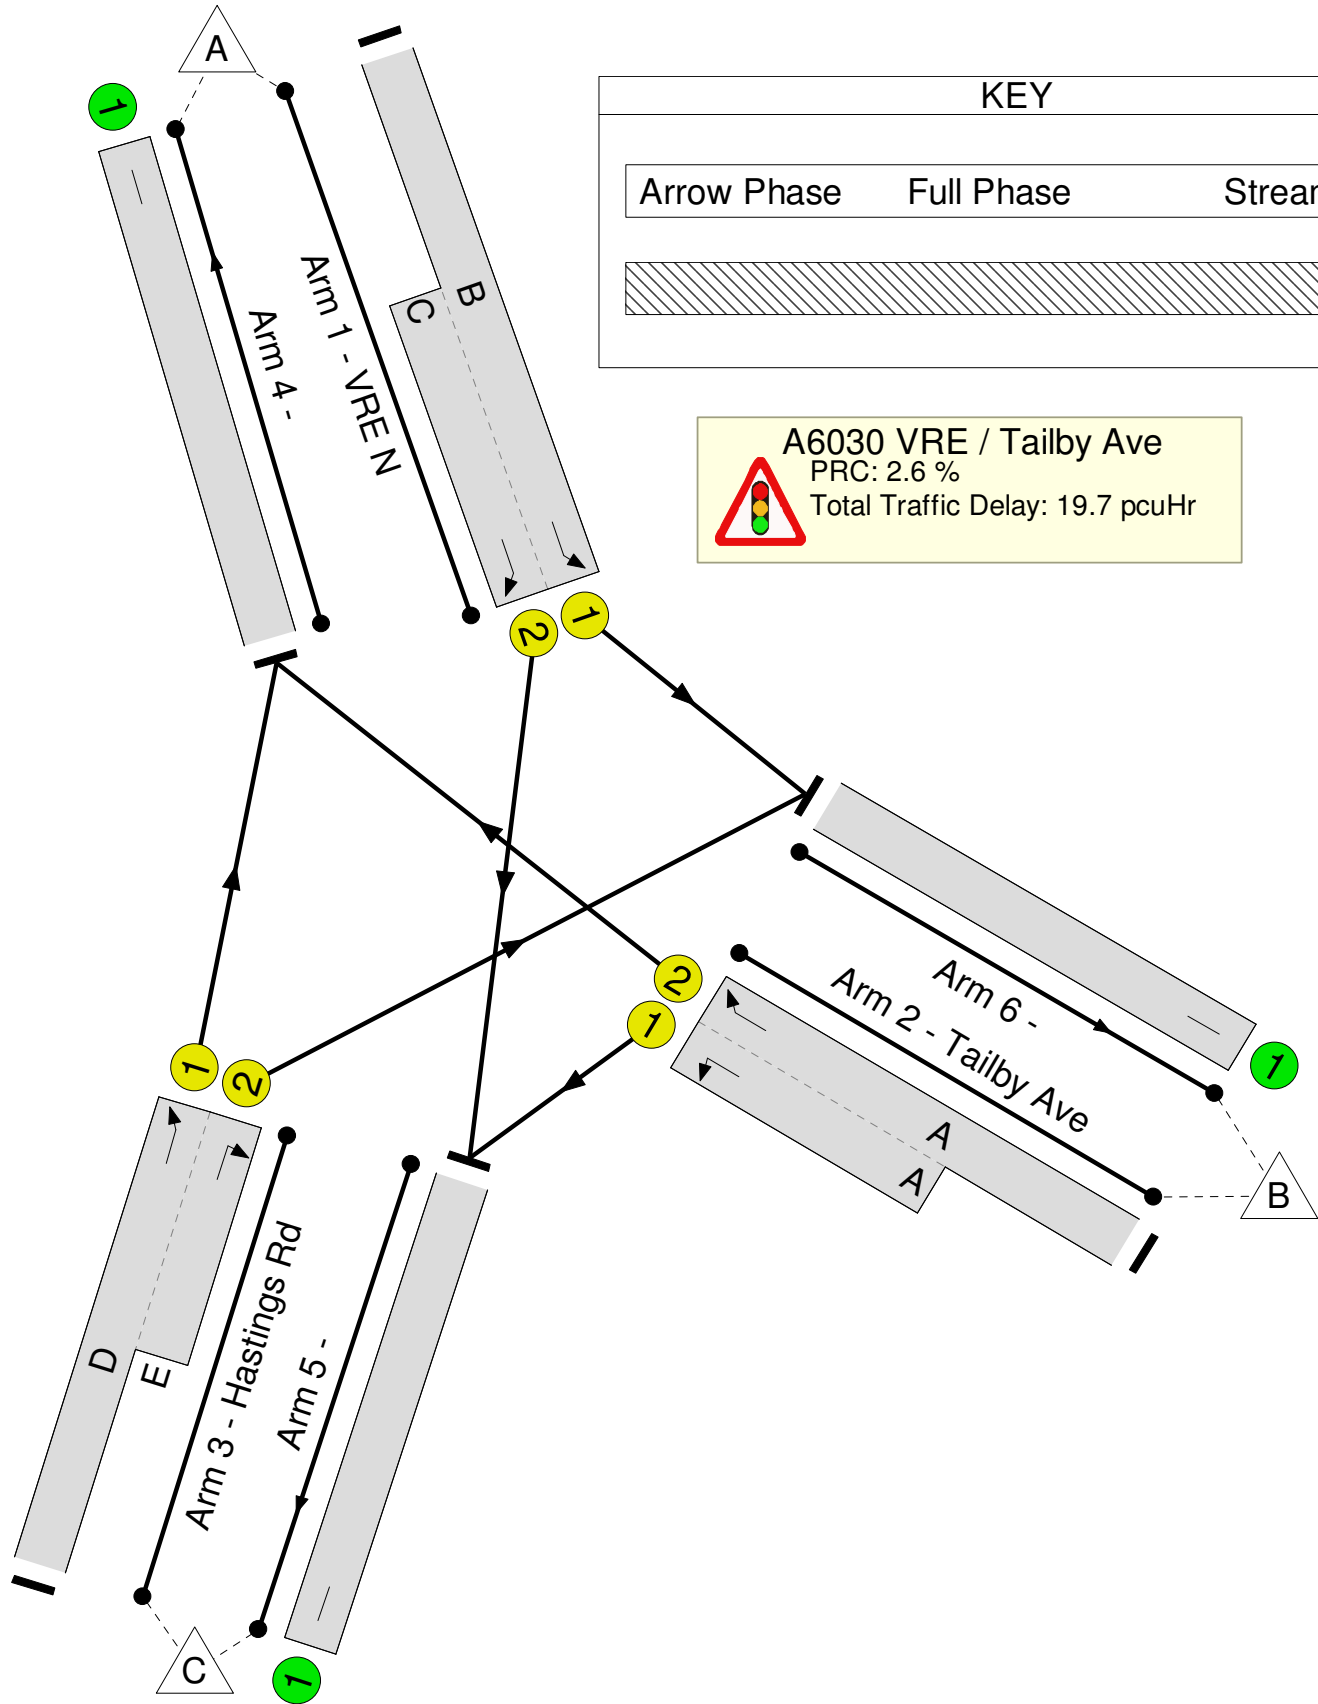 A
1
KEY
Arrow Phase Full Phase Strear
Arm 1 - VRE N
Arm 4 -
B
C
A6030 VRE / Tailby Ave
PRC: 2.6 %
Total Traffic Delay: 19.7 pcuHr
2
1
2
1
Arm 6 -
Arm 2 - Tailby Ave
1
1
2
A
A
B
Arm 3 - Hastings Rd
Arm 5 -
D
E
C
1